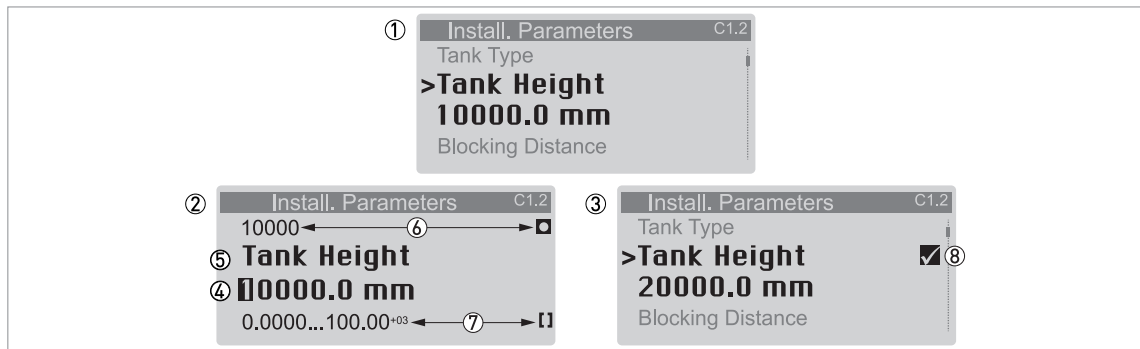 ①
Install. Parameters C1.2
Tank Type
>Tank Height
10000.0 mm
Blocking Distance
②
Install. Parameters C1.2
10000 ⑥
⑤ Tank Height
④ 10000.0 mm
0.0000...100.00+03 ⑦ []
③
Install. Parameters C1.2
Tank Type
>Tank Height ⑧
20000.0 mm
Blocking Distance